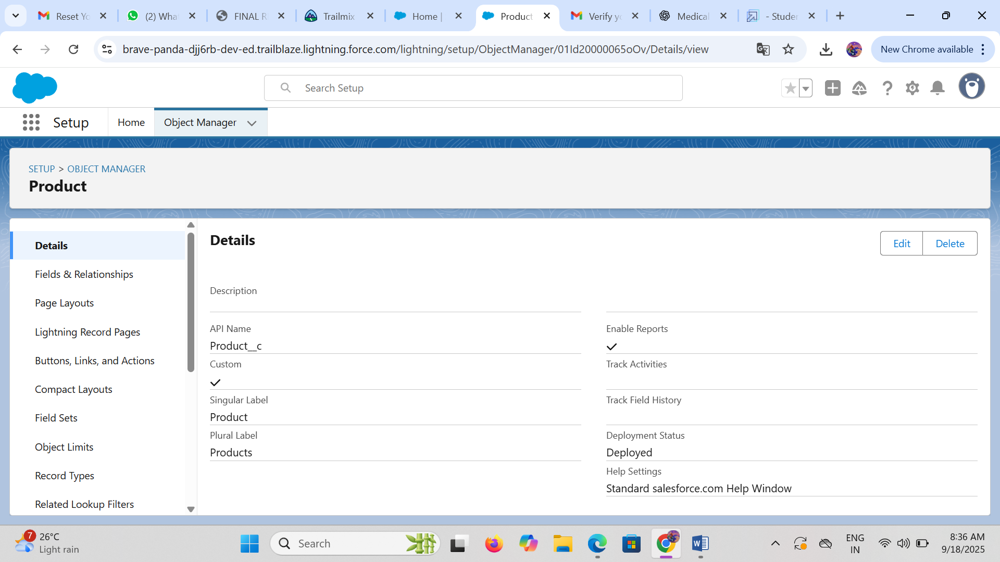 Reset Yo
(2) What
FINAL R
Trailmix
Home |
Product
Verify yo
Medical
- Studen
brave-panda-djj6rb-dev-ed.trailblaze.lightning.force.com/lightning/setup/ObjectManager/01Id20000065oOv/Details/view
New Chrome available
Search Setup
Setup
Home
Object Manager
SETUP > OBJECT MANAGER
Product
Details
Fields & Relationships
Page Layouts
Lightning Record Pages
Buttons, Links, and Actions
Compact Layouts
Field Sets
Object Limits
Record Types
Related Lookup Filters
Details
Edit
Delete
Description
API Name
Product__c
Custom
Singular Label
Product
Plural Label
Products
Enable Reports
Track Activities
Track Field History
Deployment Status
Deployed
Help Settings
Standard salesforce.com Help Window
7
26°C
Light rain
Search
ENG
IN
8:36 AM
9/18/2025